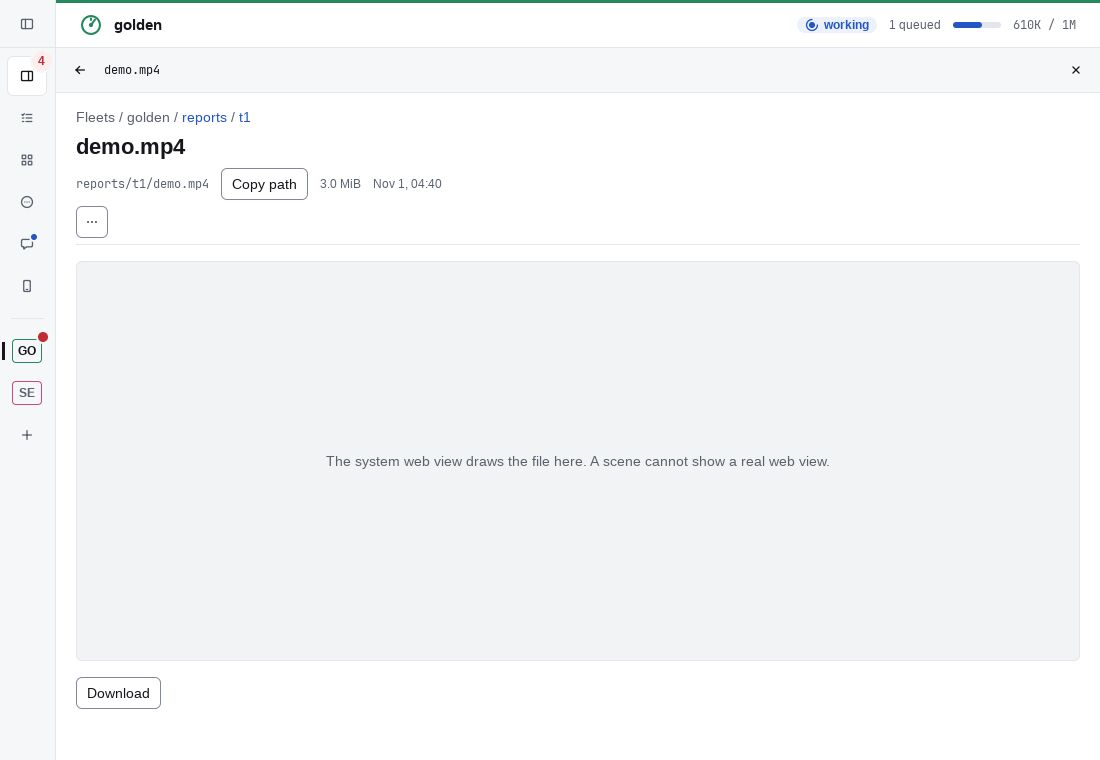 golden
working
1 queued
610K / 1M
4
demo.mp4
Fleets / golden / reports / t1
demo.mp4
reports/t1/demo.mp4
Copy path
3.0 MiB
Nov 1, 04:40
GO
SE
The system web view draws the file here. A scene cannot show a real web view.
Download